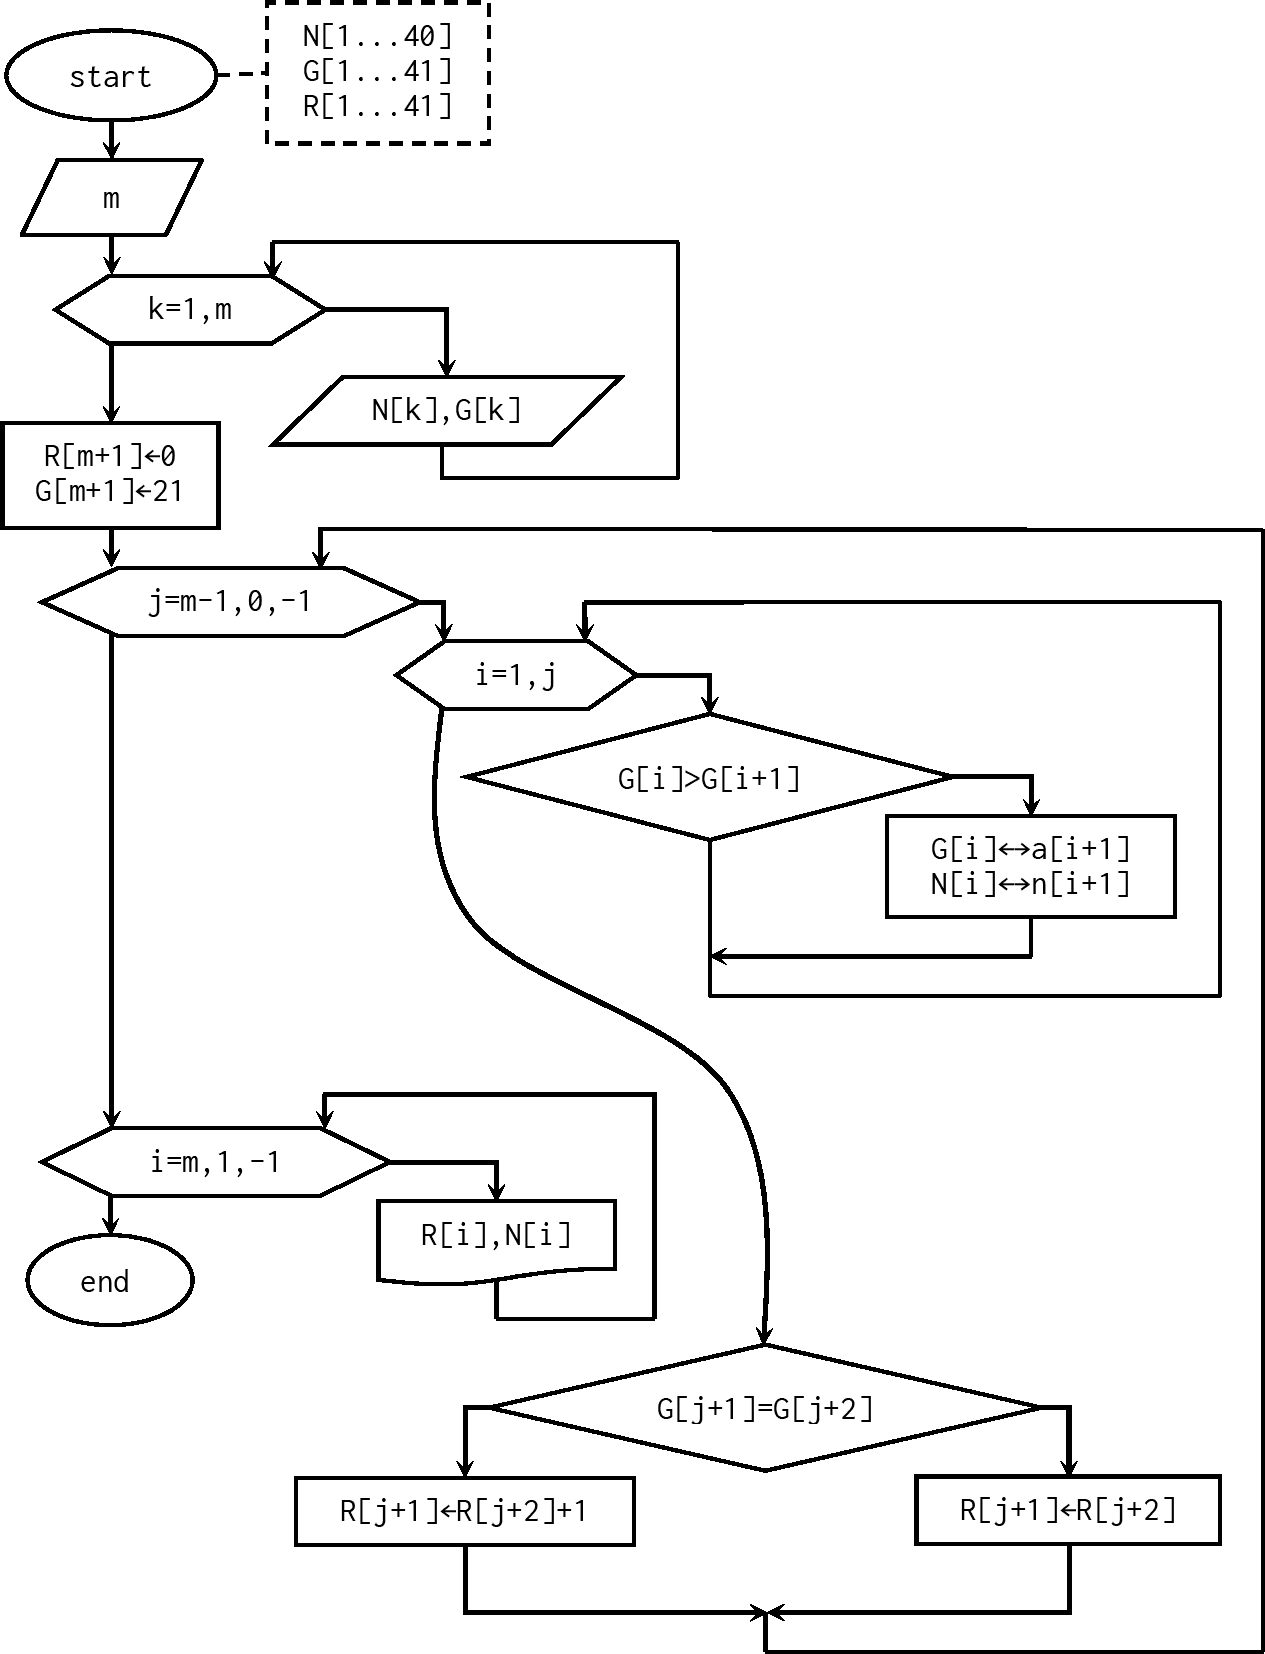 start
N[1...40]
G[1...41]
R[1...41]
m
k=1,m
N[k],G[k]
R[m+1]←0
G[m+1]←21
j=m-1,0,-1
i=1,j
G[i]>G[i+1]
G[i]↔a[i+1]
N[i]↔n[i+1]
i=m,1,-1
R[i],N[i]
end
G[j+1]=G[j+2]
R[j+1]←R[j+2]+1
R[j+1]←R[j+2]